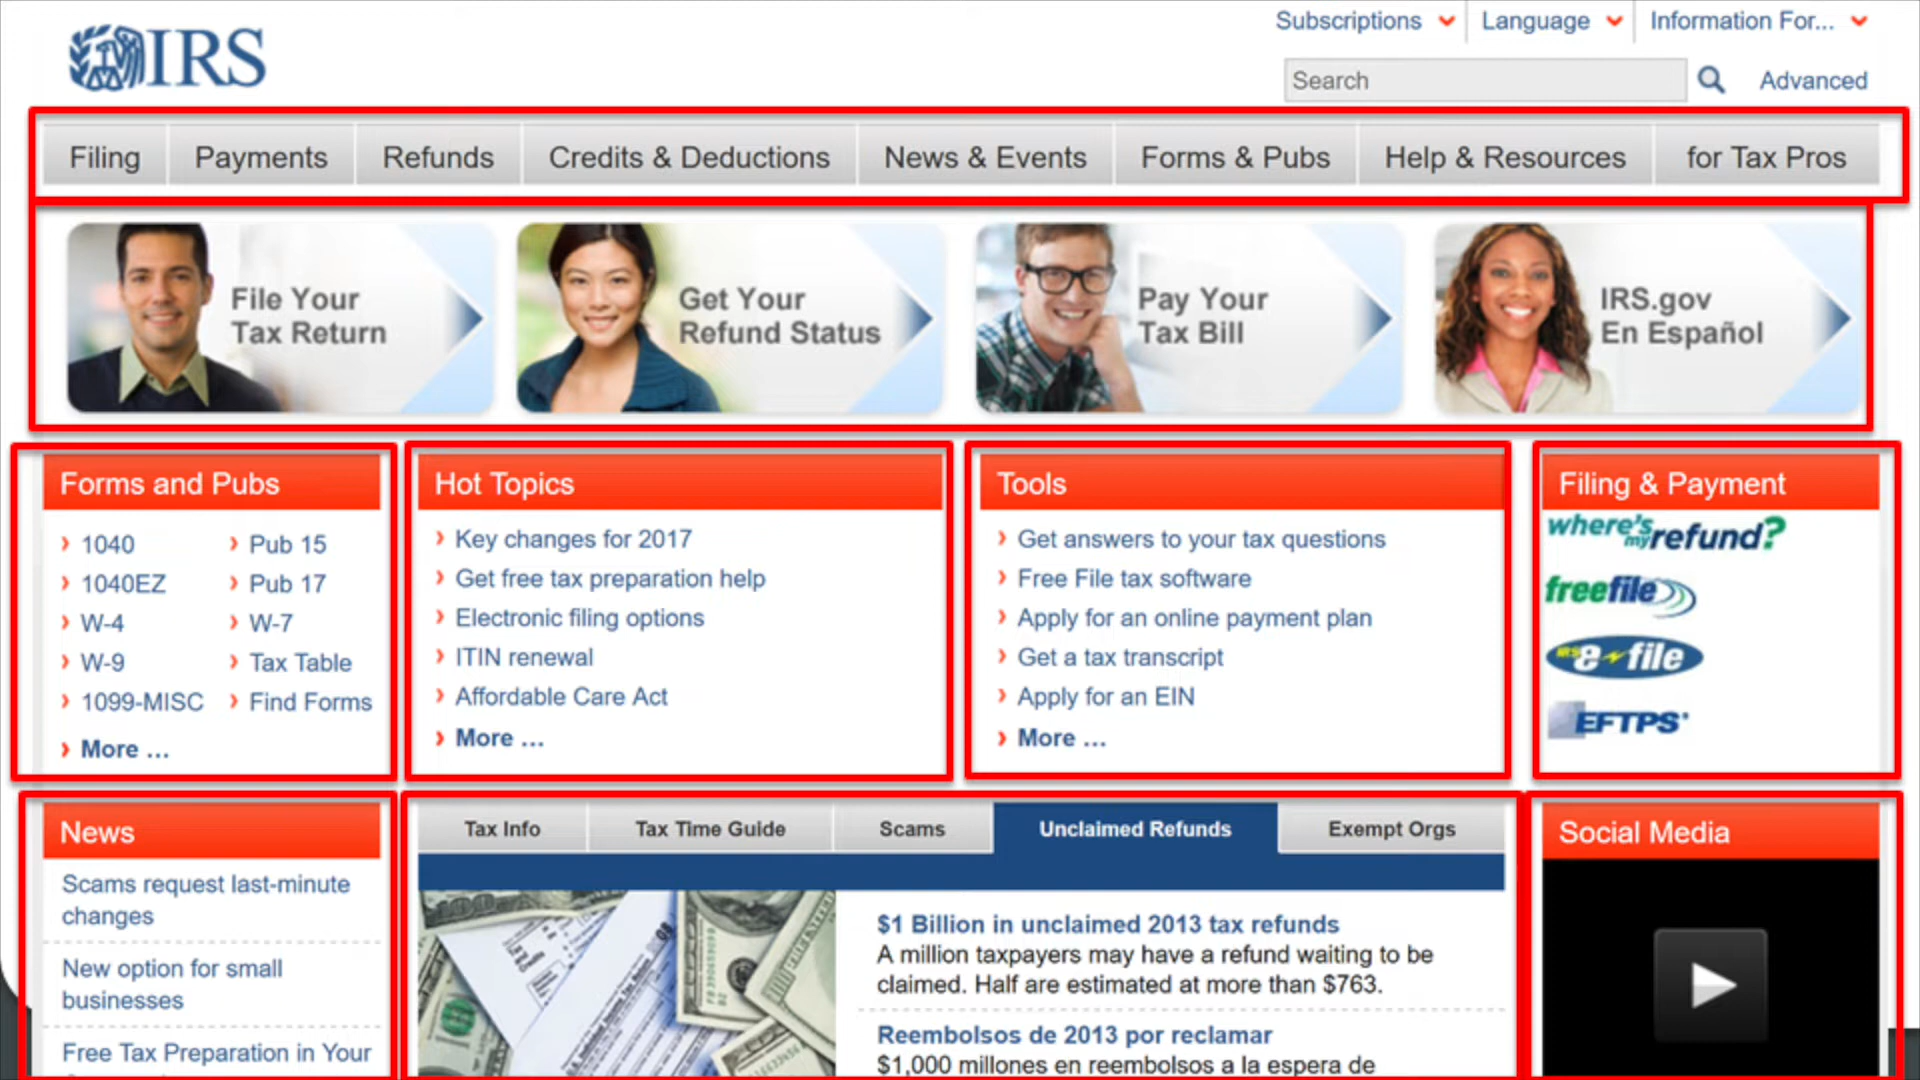 Subscriptions Language Information For...
IRS
Search Advanced
Filing Payments Refunds Credits & Deductions News & Events Forms & Pubs Help & Resources for Tax Pros
File Your
Tax Return
Get Your
Refund Status
Pay Your
Tax Bill
IRS.gov
En Español
Forms and Pubs
1040
1040EZ
W-4
W-9
1099-MISC
More ...
Pub 15
Pub 17
W-7
Tax Table
Find Forms
Hot Topics
Key changes for 2017
Get free tax preparation help
Electronic filing options
ITIN renewal
Affordable Care Act
More ...
Tools
Get answers to your tax questions
Free File tax software
Apply for an online payment plan
Get a tax transcript
Apply for an EIN
More ...
Filing & Payment
where's my refund?
freefile
IRS e-file
EFTPS
News
Scams request last-minute
changes
New option for small
businesses
Free Tax Preparation in Your
Tax Info Tax Time Guide Scams Unclaimed Refunds Exempt Orgs
$1 Billion in unclaimed 2013 tax refunds
A million taxpayers may have a refund waiting to be
claimed. Half are estimated at more than $763.
Reembolsos de 2013 por reclamar
$1,000 millones en reembolsos a la espera de
Social Media